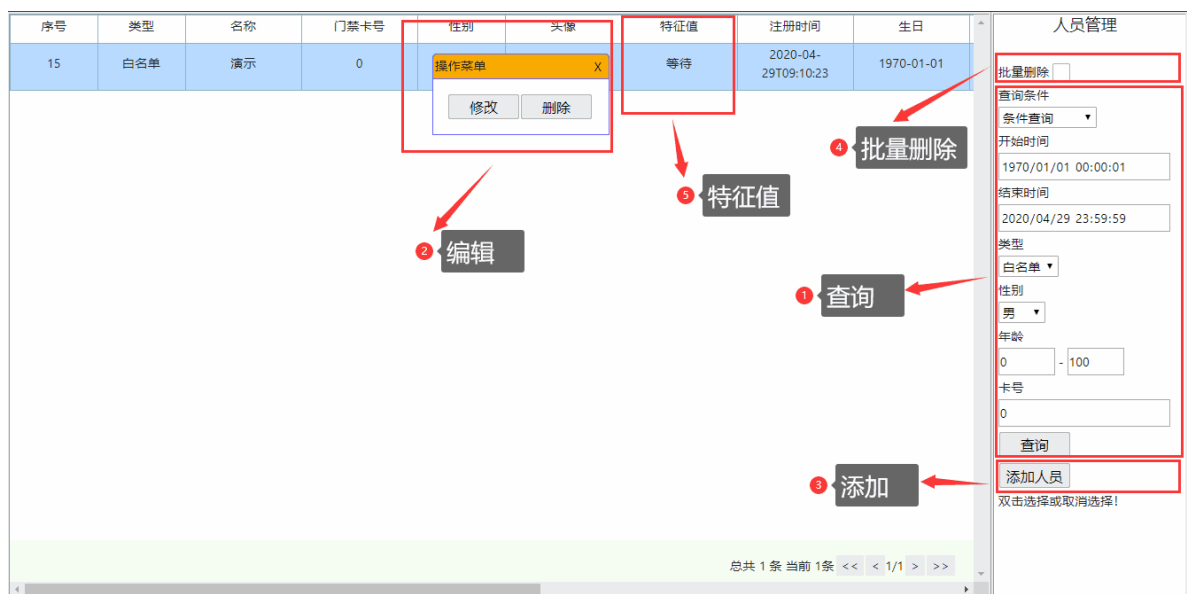 序号 类型 名称 门禁卡号 性别 头像 特征值 注册时间 生日
15 白名单 演示 0 等待 2020-04-29T09:10:23 1970-01-01
操作菜单 X
修改 删除
② 编辑
⑤ 特征值
④ 批量删除
① 查询
③ 添加
总共 1 条 当前 1条 << < 1/1 > >>
人员管理
批量删除
查询条件
条件查询
开始时间
1970/01/01 00:00:01
结束时间
2020/04/29 23:59:59
类型
白名单
性别
男
年龄
0 - 100
卡号
0
查询
添加人员
双击选择或取消选择!